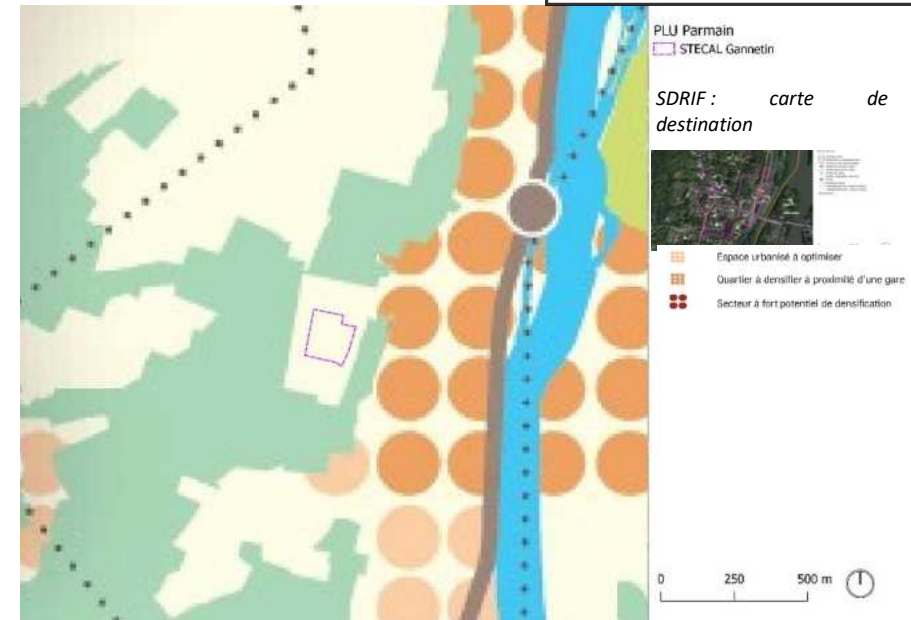 PLU Parmain
STECAL Gannetin
SDRIF : carte de
destination
Espace urbanisé à optimiser
Quartier à densifier à proximité d'une gare
Secteur à fort potentiel de densification
0 250 500 m